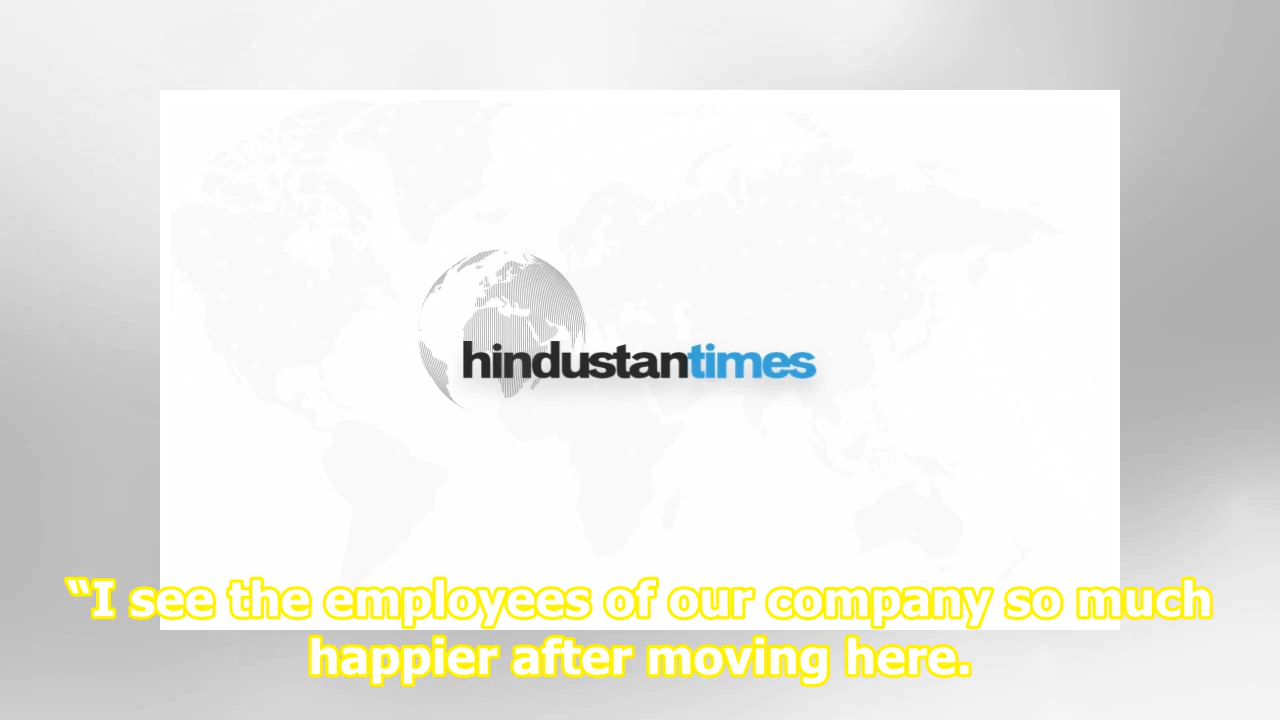 hindustantimes
“I see the employees of our company so much
happier after moving here.